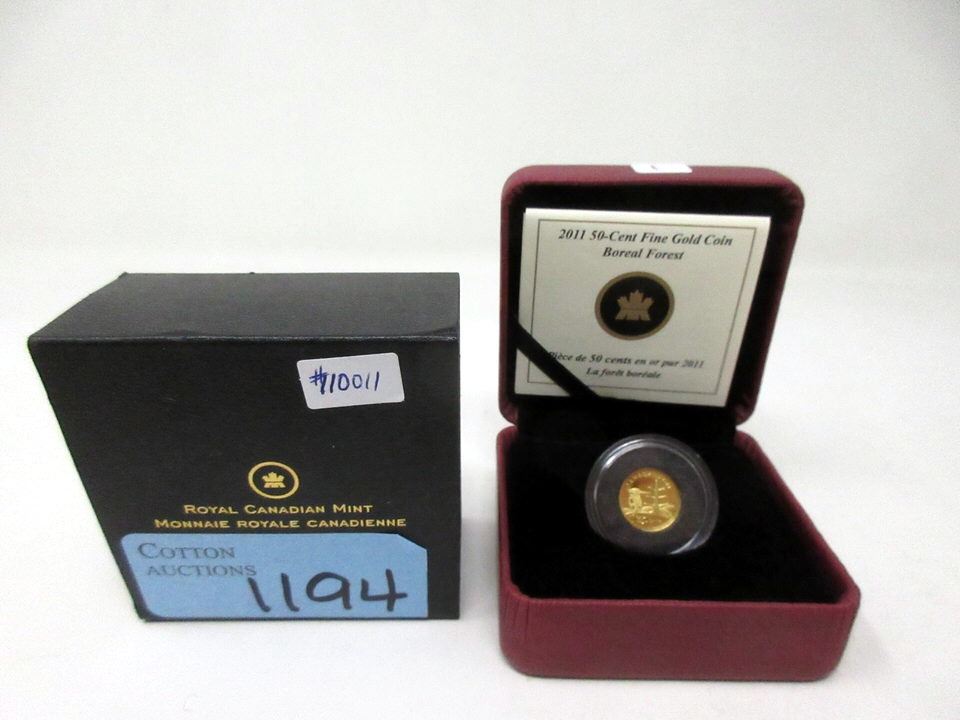 #110011
ROYAL CANADIAN MINT
MONNAIE ROYALE CANADIENNE
COTTON
AUCTIONS
1194
2011 50-Cent Fine Gold Coin
Boreal Forest
Pièce de 50 cents en or pur 2011
La forêt boréale